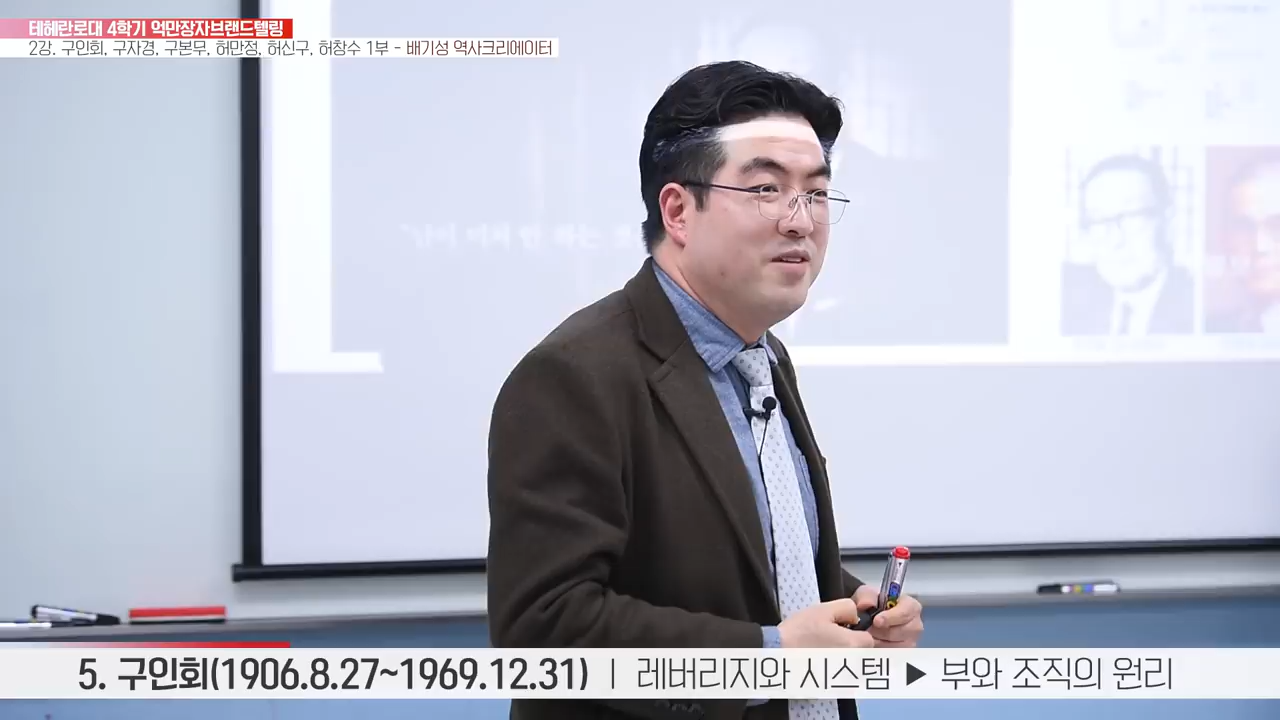 테헤란로대 4학기 억만장자브랜드텔링
2강. 구인회, 구자경, 구본무, 허만정, 허신구, 허창수 1부 - 배기성 역사크리에이터
5. 구인회(1906.8.27~1969.12.31) | 레버리지와 시스템 ▶ 부와 조직의 원리